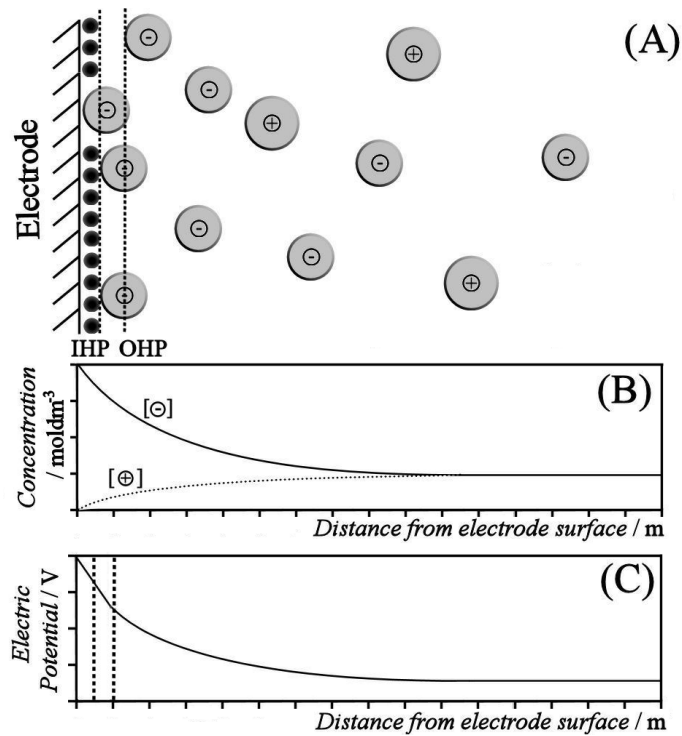 (A)
Electrode
IHP OHP
(B)
Concentration
/ moldm-³
[⊖]
[⊕]
Distance from electrode surface / m
(C)
Electric
Potential / V
Distance from electrode surface / m